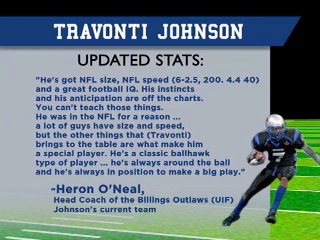 TRAVONTI JOHNSON
UPDATED STATS:
"He's got NFL size, NFL speed (6-2.5, 200. 4.4 40)
and a great football IQ. His instincts
and his anticipation are off the charts.
You can't teach those things.
He was in the NFL for a reason ...
a lot of guys have size and speed,
but the other things that (Travonti)
brings to the table are what make him
a special player. He's a classic ballhawk
type of player ... he's always around the ball
and he's always in position to make a big play."
-Heron O'Neal,
Head Coach of the Billings Outlaws (UIF)
Johnson's current team